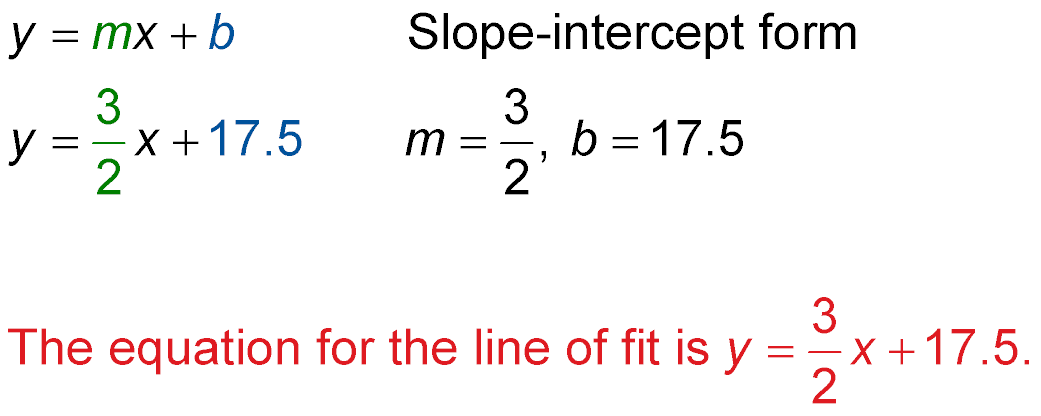 y = mx + b Slope-intercept form
y = 3/2 x + 17.5 m = 3/2, b = 17.5
The equation for the line of fit is y = 3/2 x + 17.5.